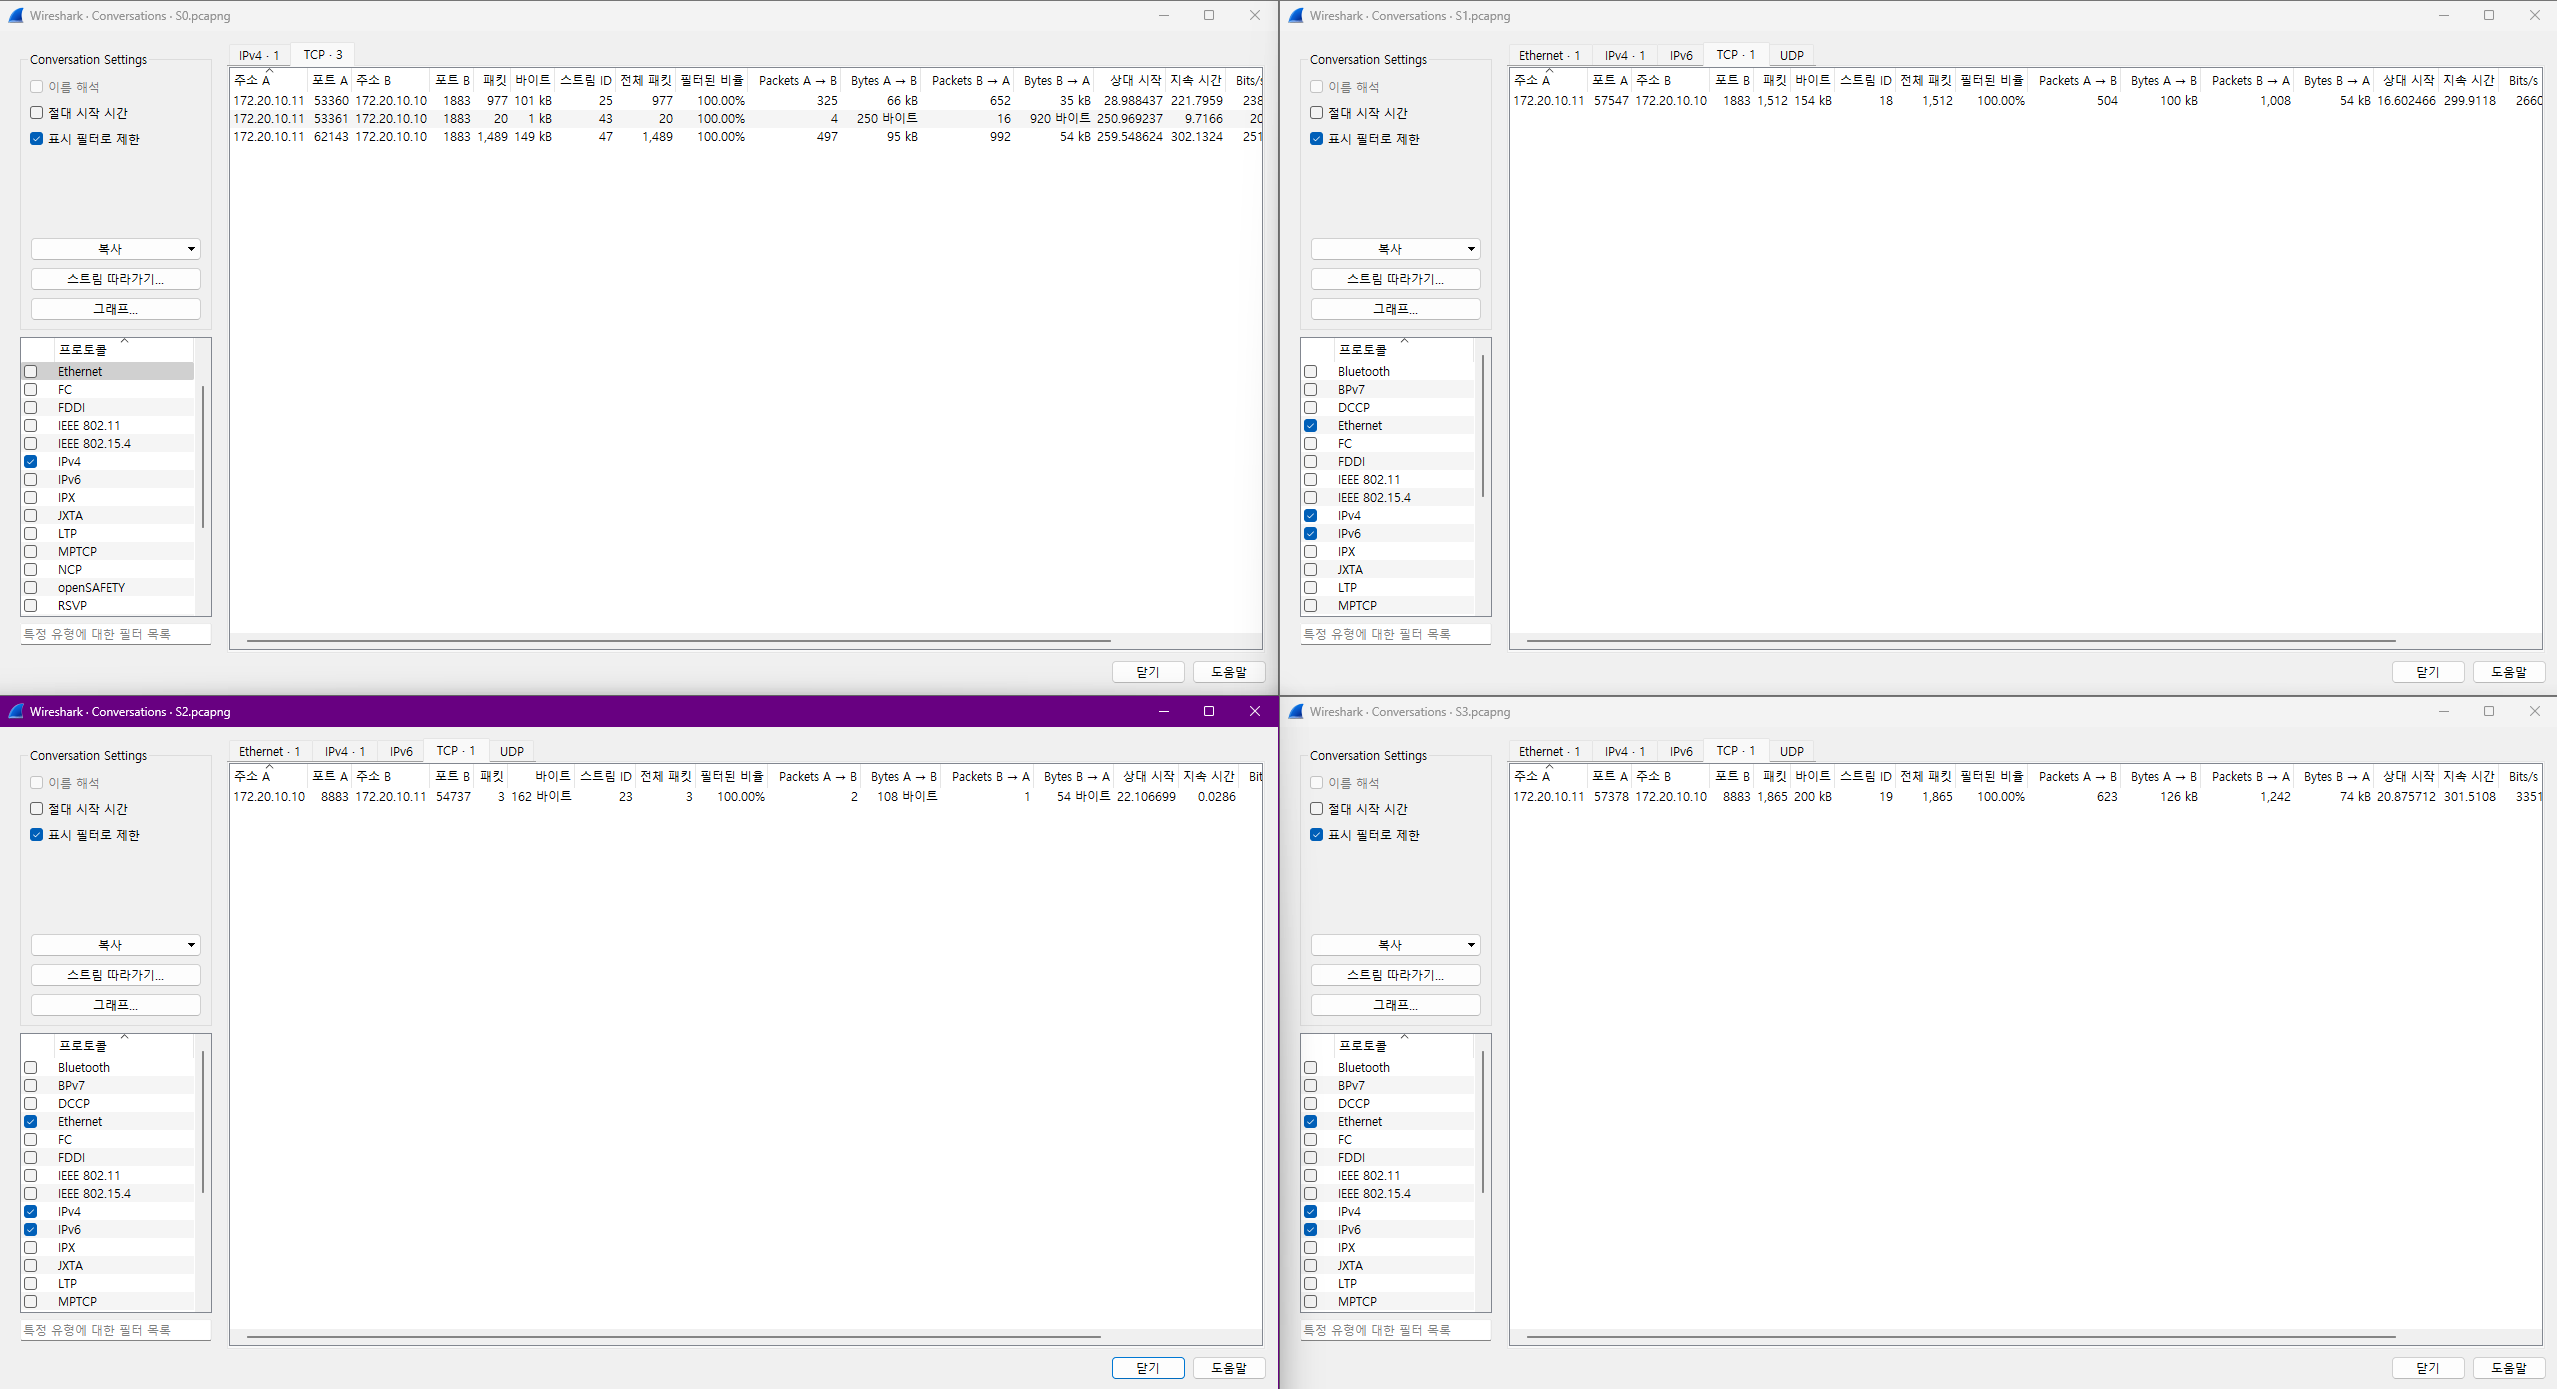 Wireshark · Conversations · S0.pcapng
Conversation Settings
이름 해석
절대 시작 시간
표시 필터로 제한
복사
스트림 따라가기...
그래프...
프로토콜
Ethernet
FC
FDDI
IEEE 802.11
IEEE 802.15.4
IPv4
IPv6
IPX
JXTA
LTP
MPTCP
NCP
openSAFETY
RSVP
특정 유형에 대한 필터 목록
IPv4 · 1 TCP · 3
주소 A 포트 A 주소 B 포트 B 패킷 바이트 스트림 ID 전체 패킷 필터된 비율 Packets A → B Bytes A → B Packets B → A Bytes B → A 상대 시작 지속 시간 Bits/s
172.20.10.11 53360 172.20.10.10 1883 977 101 kB 25 977 100.00% 325 66 kB 652 35 kB 28.988437 221.7959 238
172.20.10.11 53361 172.20.10.10 1883 20 1 kB 43 20 100.00% 4 250 바이트 16 920 바이트 250.969237 9.7166 20
172.20.10.11 62143 172.20.10.10 1883 1,489 149 kB 47 1,489 100.00% 497 95 kB 992 54 kB 259.548624 302.1324 251
닫기 도움말
Wireshark · Conversations · S1.pcapng
Conversation Settings
이름 해석
절대 시작 시간
표시 필터로 제한
복사
스트림 따라가기...
그래프...
프로토콜
Bluetooth
BPv7
DCCP
Ethernet
FC
FDDI
IEEE 802.11
IEEE 802.15.4
IPv4
IPv6
IPX
JXTA
LTP
MPTCP
특정 유형에 대한 필터 목록
Ethernet · 1 IPv4 · 1 IPv6 TCP · 1 UDP
주소 A 포트 A 주소 B 포트 B 패킷 바이트 스트림 ID 전체 패킷 필터된 비율 Packets A → B Bytes A → B Packets B → A Bytes B → A 상대 시작 지속 시간 Bits/s
172.20.10.11 57547 172.20.10.10 1883 1,512 154 kB 18 1,512 100.00% 504 100 kB 1,008 54 kB 16.602466 299.9118 2660
닫기 도움말
Wireshark · Conversations · S2.pcapng
Conversation Settings
이름 해석
절대 시작 시간
표시 필터로 제한
복사
스트림 따라가기...
그래프...
프로토콜
Bluetooth
BPv7
DCCP
Ethernet
FC
FDDI
IEEE 802.11
IEEE 802.15.4
IPv4
IPv6
IPX
JXTA
LTP
MPTCP
특정 유형에 대한 필터 목록
Ethernet · 1 IPv4 · 1 IPv6 TCP · 1 UDP
주소 A 포트 A 주소 B 포트 B 패킷 바이트 스트림 ID 전체 패킷 필터된 비율 Packets A → B Bytes A → B Packets B → A Bytes B → A 상대 시작 지속 시간 Bit
172.20.10.10 8883 172.20.10.11 54737 3 162 바이트 23 3 100.00% 2 108 바이트 1 54 바이트 22.106699 0.0286
닫기 도움말
Wireshark · Conversations · S3.pcapng
Conversation Settings
이름 해석
절대 시작 시간
표시 필터로 제한
복사
스트림 따라가기...
그래프...
프로토콜
Bluetooth
BPv7
DCCP
Ethernet
FC
FDDI
IEEE 802.11
IEEE 802.15.4
IPv4
IPv6
IPX
JXTA
LTP
MPTCP
특정 유형에 대한 필터 목록
Ethernet · 1 IPv4 · 1 IPv6 TCP · 1 UDP
주소 A 포트 A 주소 B 포트 B 패킷 바이트 스트림 ID 전체 패킷 필터된 비율 Packets A → B Bytes A → B Packets B → A Bytes B → A 상대 시작 지속 시간 Bits/s
172.20.10.11 57378 172.20.10.10 8883 1,865 200 kB 19 1,865 100.00% 623 126 kB 1,242 74 kB 20.875712 301.5108 3351
닫기 도움말